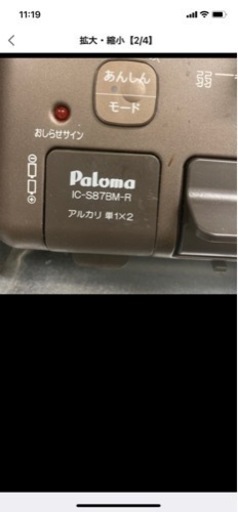 11:19
拡大・縮小【2/4】
あんしん
モード
おしらせサイン
Paloma
IC-S87BM-R
アルカリ 単1×2